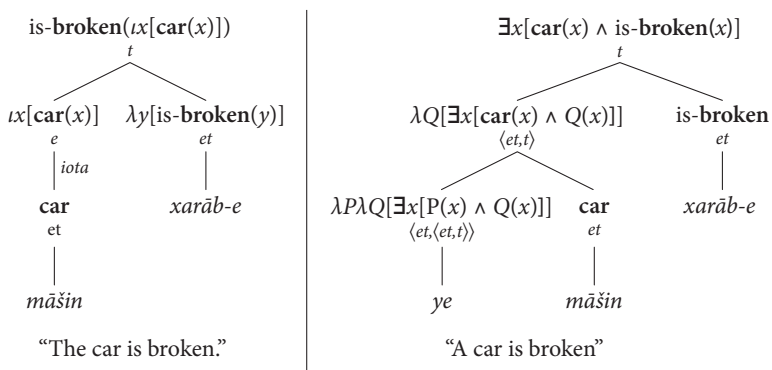 is-broken(ιx[car(x)])
t
ιx[car(x)] λy[is-broken(y)]
e et
iota
car xarāb-e
et
māšin
“The car is broken.”
∃x[car(x) ∧ is-broken(x)]
t
λQ[∃x[car(x) ∧ Q(x)]] is-broken
⟨et,t⟩ et
λPλQ[∃x[P(x) ∧ Q(x)]] car xarāb-e
⟨et,⟨et,t⟩⟩ et
ye māšin
“A car is broken”